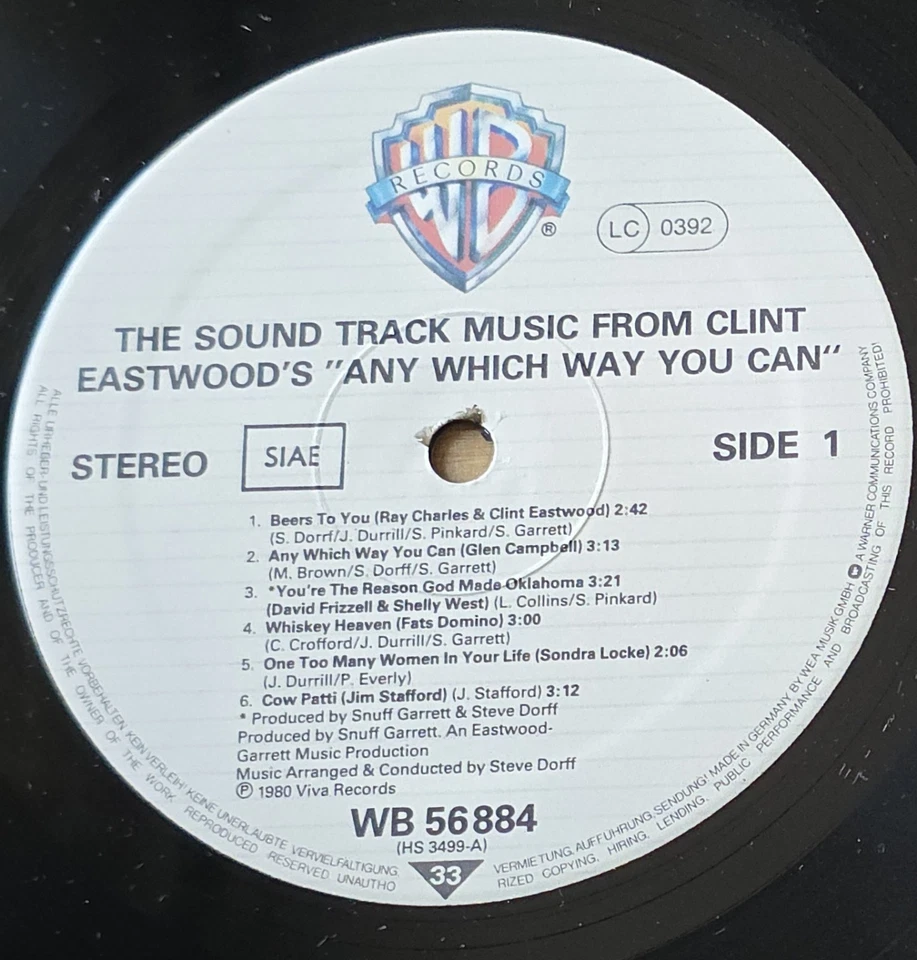 WB
RECORDS
®
LC 0392
THE SOUND TRACK MUSIC FROM CLINT
EASTWOOD'S "ANY WHICH WAY YOU CAN"
STEREO
SIAE
SIDE 1
1. Beers To You (Ray Charles & Clint Eastwood) 2:42
(S. Dorff/J. Durrill/S. Pinkard/S. Garrett)
2. Any Which Way You Can (Glen Campbell) 3:13
(M. Brown/S. Dorff/S. Garrett)
3. *You're The Reason God Made Oklahoma 3:21
(David Frizzell & Shelly West) (L. Collins/S. Pinkard)
4. Whiskey Heaven (Fats Domino) 3:00
(C. Crofford/J. Durrill/S. Garrett)
5. One Too Many Women In Your Life (Sondra Locke) 2:06
(J. Durrill/P. Everly)
6. Cow Patti (Jim Stafford) (J. Stafford) 3:12
* Produced by Snuff Garrett & Steve Dorff
Produced by Snuff Garrett. An Eastwood-
Garrett Music Production
Music Arranged & Conducted by Steve Dorff
℗ 1980 Viva Records
WB 56884
(HS 3499-A)
33
ALLE URHEBER- UND LEISTUNGSSCHUTZRECHTE VORBEHALTEN KEIN VERLEIH! KEINE UNERLAUBTE VERVIELFÄLTIGUNG,
VERMIETUNG, AUFFÜHRUNG, SENDUNG! MADE IN GERMANY BY WEA MUSIK GMBH A WARNER COMMUNICATIONS COMPANY
ALL RIGHTS OF THE PRODUCER AND OF THE OWNER OF THE WORK REPRODUCED RESERVED. UNAUTHO
RIZED COPYING, HIRING, LENDING, PUBLIC PERFORMANCE AND BROADCASTING OF THIS RECORD PROHIBITED!